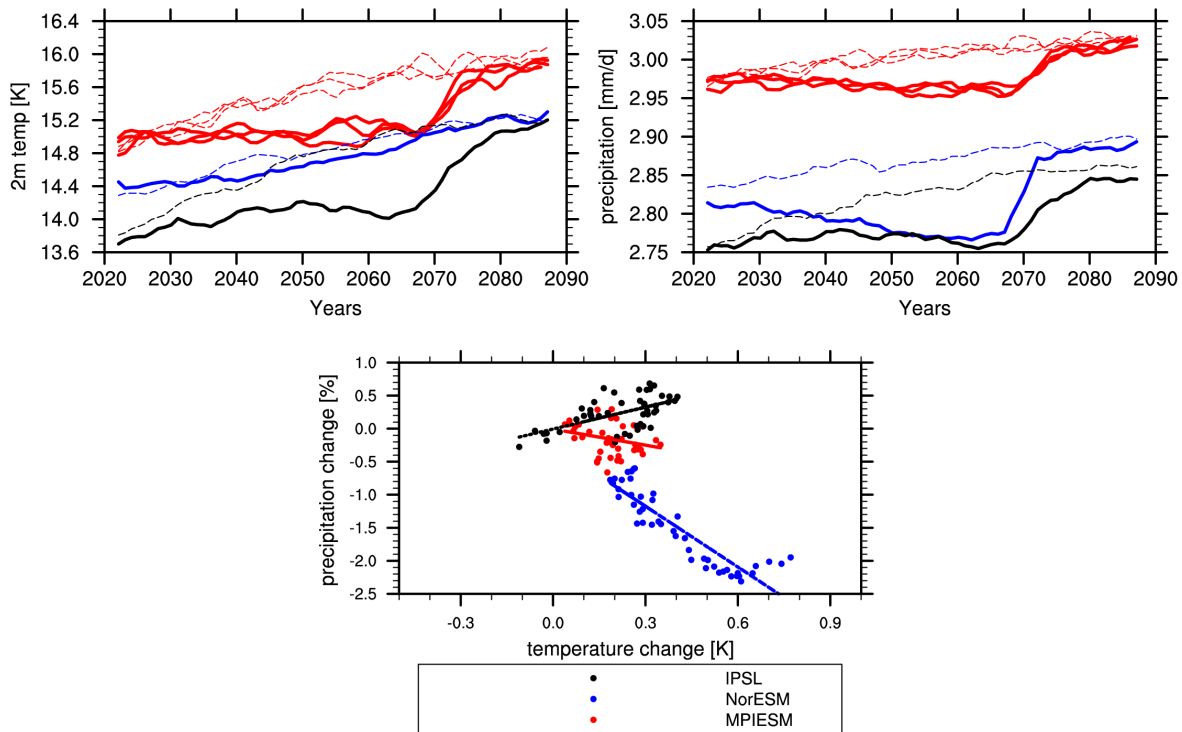 16.4
16.0
15.6
15.2
14.8
14.4
14.0
13.6
2m temp [K]
2020 2030 2040 2050 2060 2070 2080 2090
Years
3.05
3.00
2.95
2.90
2.85
2.80
2.75
precipitation [mm/d]
2020 2030 2040 2050 2060 2070 2080 2090
Years
1.0
0.5
0.0
-0.5
-1.0
-1.5
-2.0
-2.5
precipitation change [%]
-0.3 0.0 0.3 0.6 0.9
temperature change [K]
IPSL
NorESM
MPIESM